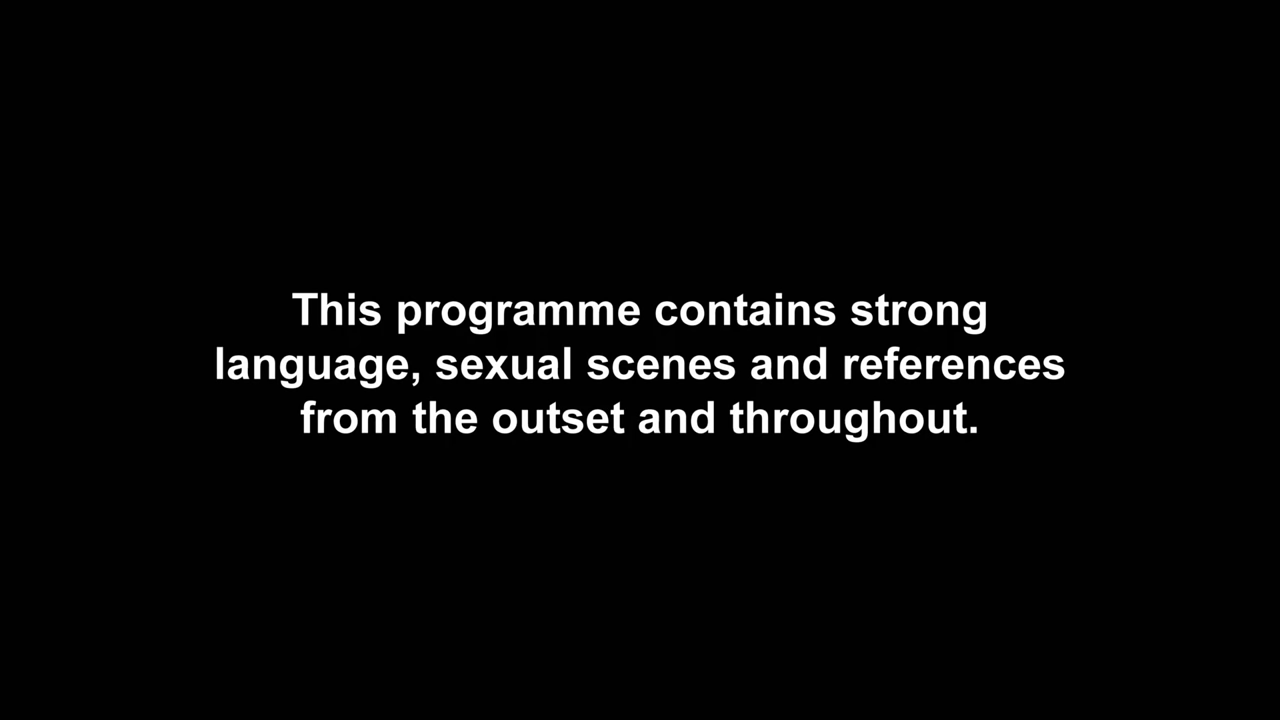 This programme contains strong
language, sexual scenes and references
from the outset and throughout.